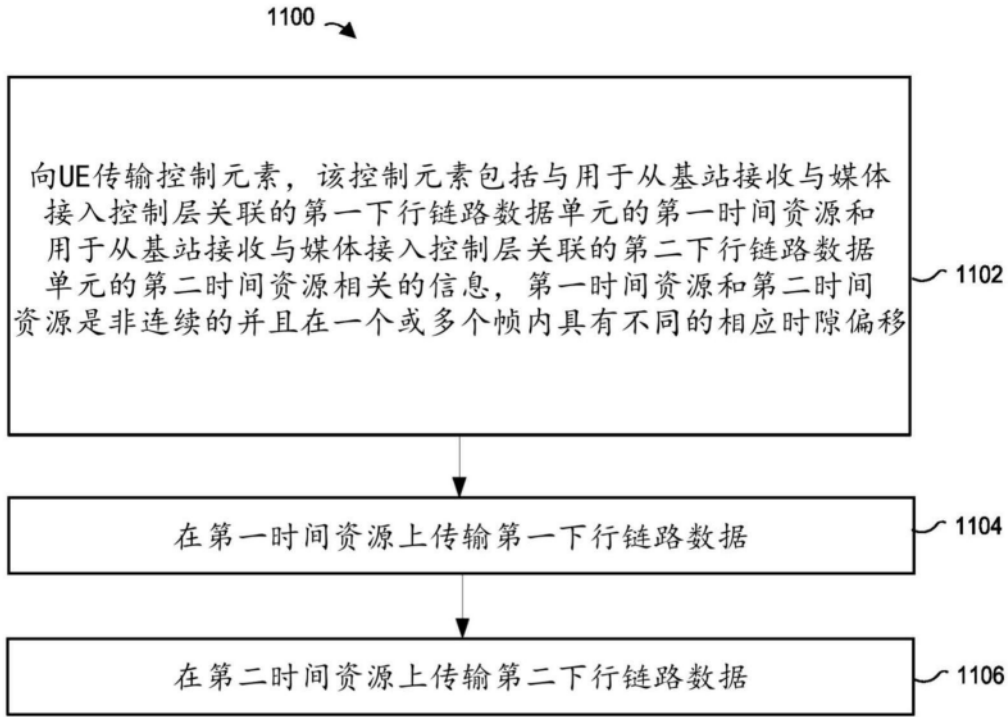 1100
向UE传输控制元素，该控制元素包括与用于从基站接收与媒体
接入控制层关联的第一下行链路数据单元的第一时间资源和
用于从基站接收与媒体接入控制层关联的第二下行链路数据
单元的第二时间资源相关的信息，第一时间资源和第二时间
资源是非连续的并且在一个或多个帧内具有不同的相应时隙偏移
1102
在第一时间资源上传输第一下行链路数据
1104
在第二时间资源上传输第二下行链路数据
1106